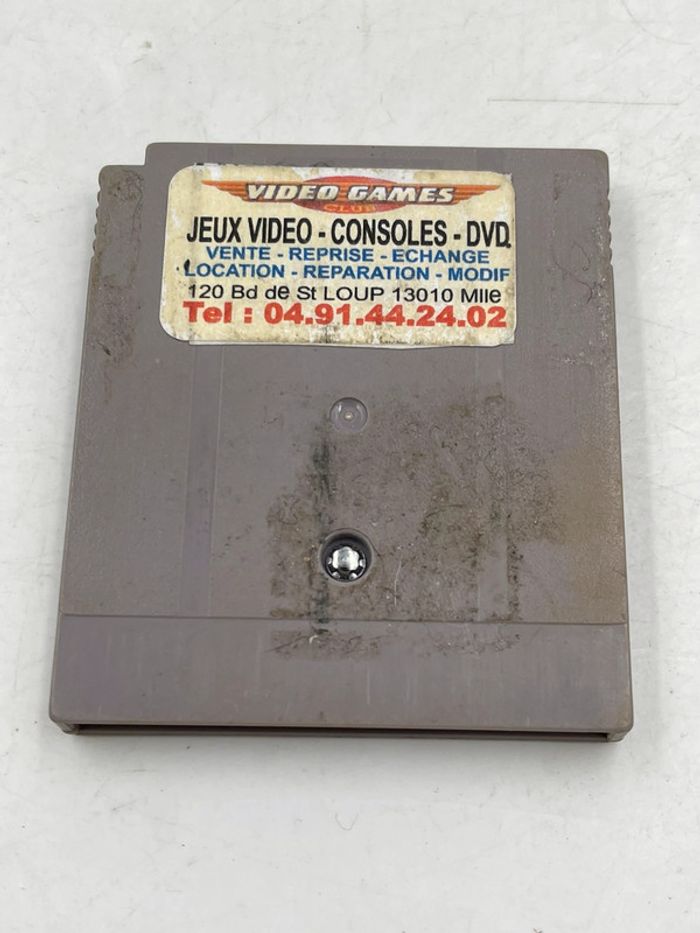 VIDEO GAMES
CLUB
JEUX VIDEO - CONSOLES - DVD
VENTE - REPRISE - ECHANGE
LOCATION - REPARATION - MODIF
120 Bd de St LOUP 13010 Mlle
Tel : 04.91.44.24.02